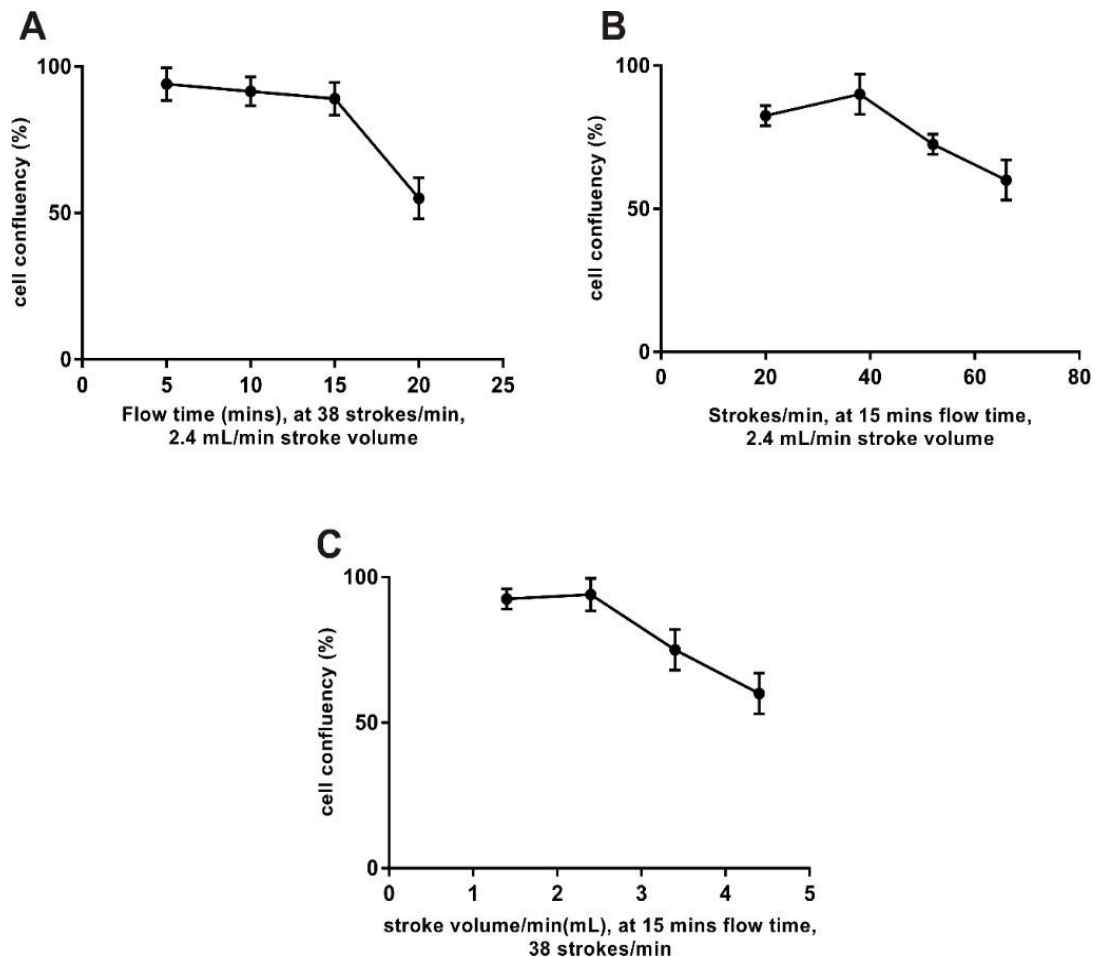 A
cell confluency (%)
100
50
0
0 5 10 15 20 25
Flow time (mins), at 38 strokes/min,
2.4 mL/min stroke volume
B
cell confluency (%)
100
50
0
0 20 40 60 80
Strokes/min, at 15 mins flow time,
2.4 mL/min stroke volume
C
cell confluency (%)
100
50
0
0 1 2 3 4 5
stroke volume/min(mL), at 15 mins flow time,
38 strokes/min